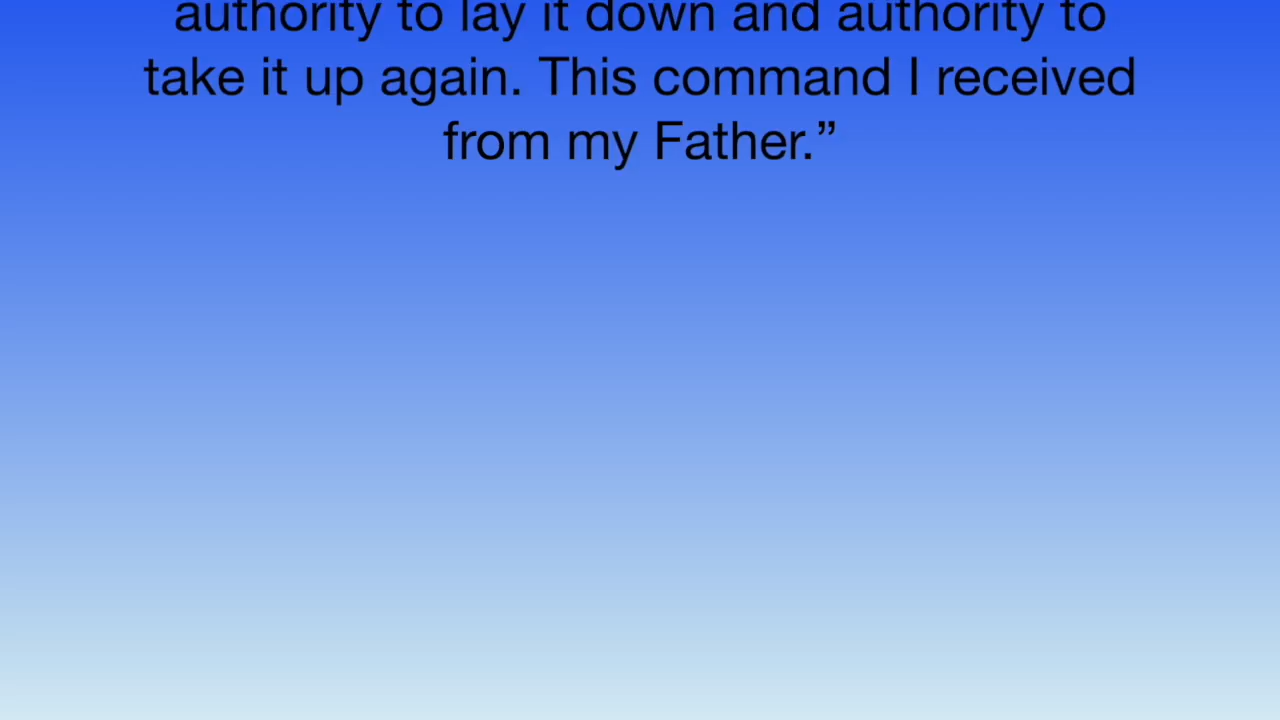 authority to lay it down and authority to
take it up again. This command I received
from my Father.”